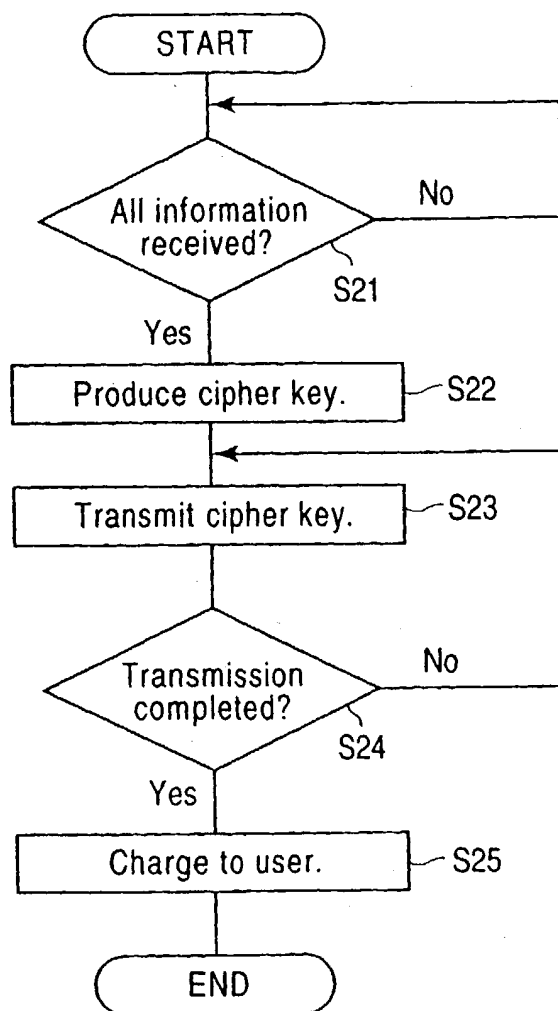 START
All information
received?
No
S21
Yes
Produce cipher key.
S22
Transmit cipher key.
S23
Transmission
completed?
No
S24
Yes
Charge to user.
S25
END